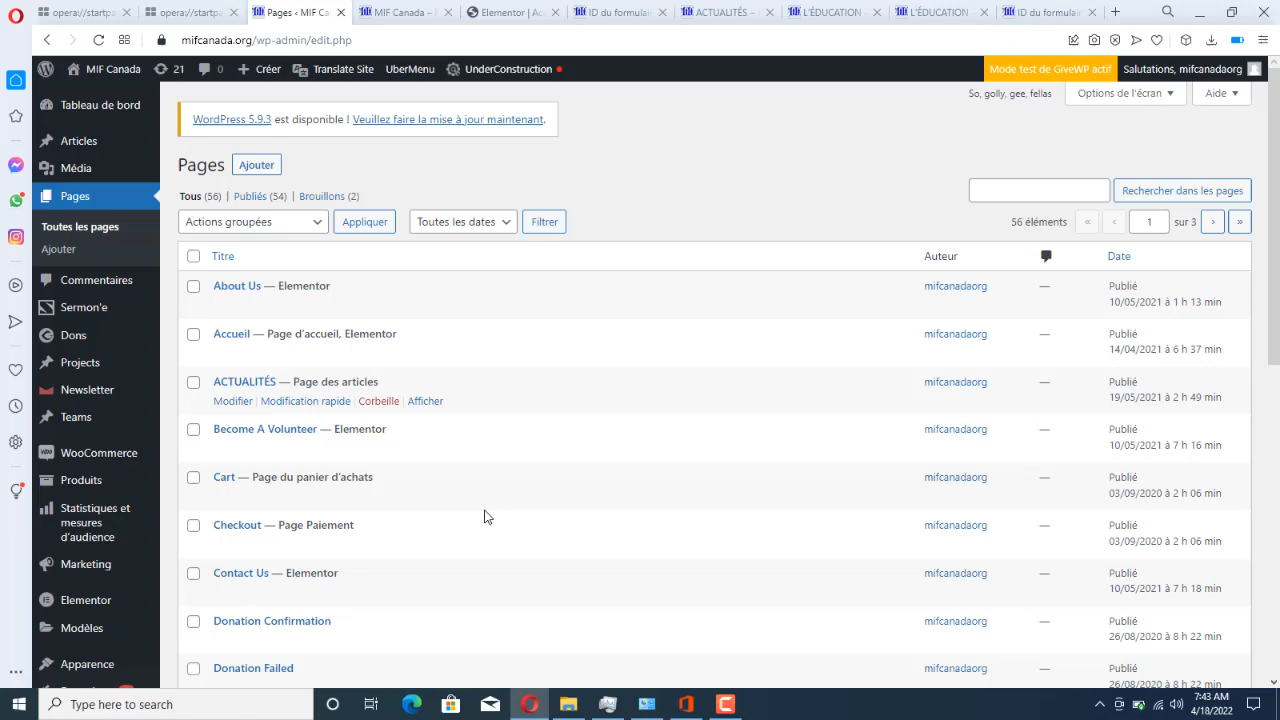 opera://startpa
opera://startpa
Pages ‹ MIF C
MIF Canada –
Elementor | Ac
ID du formulai
ACTUALITÉS –
L'ÉDUCATION
L'ÉDUCATION
ID du formulai
mifcanada.org/wp-admin/edit.php
MIF Canada 21 0 Créer Translate Site UberMenu UnderConstruction Mode test de GiveWP actif Salutations, mifcanadaorg
So, golly, gee, fellas Options de l'écran Aide
Tableau de bord
Articles
Média
Pages
Toutes les pages
Ajouter
Commentaires
Sermon'e
Dons
Projects
Newsletter
Teams
WooCommerce
Produits
Statistiques et
mesures
d'audience
Marketing
Elementor
Modèles
Apparence
WordPress 5.9.3 est disponible ! Veuillez faire la mise à jour maintenant.
Pages Ajouter
Tous (56) | Publiés (54) | Brouillons (2)
Rechercher dans les pages
Actions groupées Appliquer Toutes les dates Filtrer 56 éléments « ‹ 1 sur 3 › »
Titre Auteur Date
About Us — Elementor mifcanadaorg — Publié
10/05/2021 à 1 h 13 min
Accueil — Page d'accueil, Elementor mifcanadaorg — Publié
14/04/2021 à 6 h 37 min
ACTUALITÉS — Page des articles mifcanadaorg — Publié
19/05/2021 à 2 h 49 min
Modifier | Modification rapide | Corbeille | Afficher
Become A Volunteer — Elementor mifcanadaorg — Publié
10/05/2021 à 7 h 16 min
Cart — Page du panier d'achats mifcanadaorg — Publié
03/09/2020 à 2 h 06 min
Checkout — Page Paiement mifcanadaorg — Publié
03/09/2020 à 2 h 06 min
Contact Us — Elementor mifcanadaorg — Publié
10/05/2021 à 7 h 18 min
Donation Confirmation mifcanadaorg — Publié
26/08/2020 à 8 h 22 min
Donation Failed mifcanadaorg — Publié
26/08/2020 à 8 h 22 min
Type here to search
7:43 AM
4/18/2022